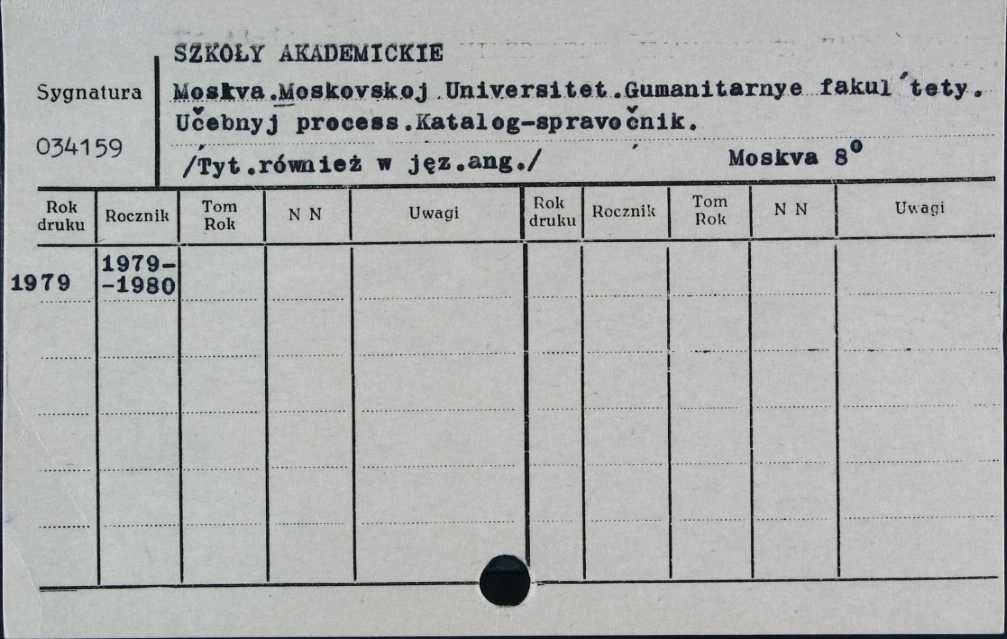 SZKOŁY AKADEMICKIE
Sygnatura
Moskva.Moskovskoj Universitet.Gumanitarnye fakul´tety.
Učebnyj process.Katalog-spravočnik.
034159
/Tyt.również w jęz.ang./ Moskva 8°
Rok druku Rocznik Tom Rok N N Uwagi Rok druku Rocznik Tom Rok N N Uwagi
1979 1979-
-1980